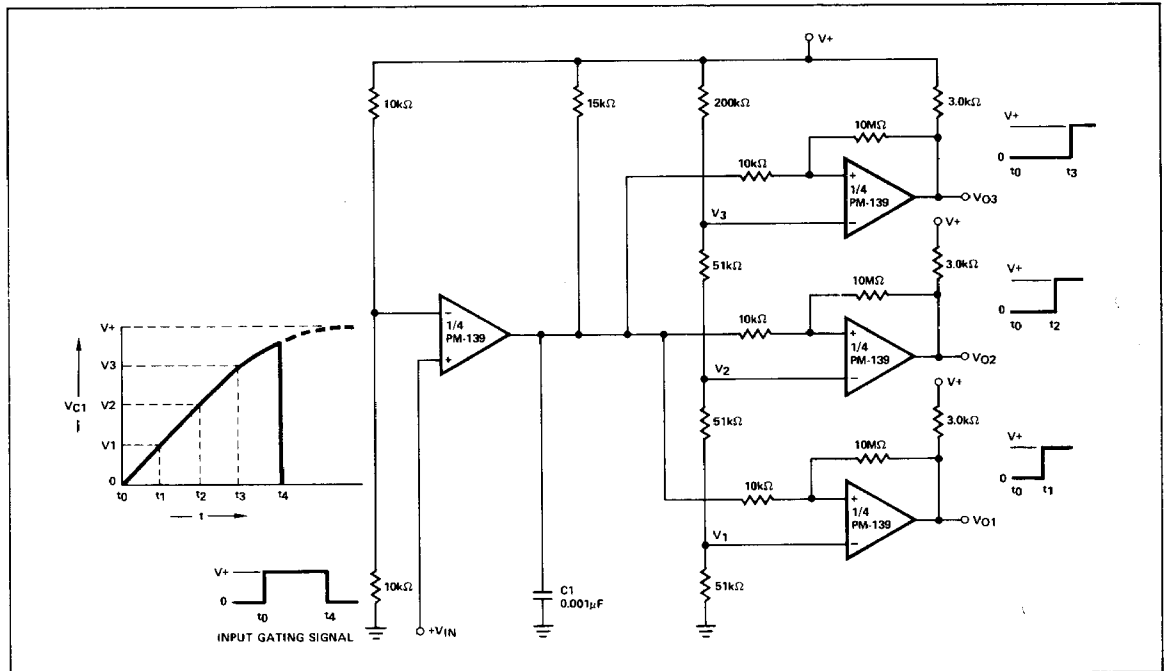 V+
10kΩ
15kΩ
200kΩ
3.0kΩ
10MΩ
V+
0
t0
t3
10kΩ
+
1/4
PM-139
−
V3
VO3
V+
51kΩ
3.0kΩ
10MΩ
V+
0
t0
t2
10kΩ
+
1/4
PM-139
−
V2
VO2
−
1/4
PM-139
+
V+
51kΩ
3.0kΩ
10MΩ
V+
0
t0
t1
10kΩ
+
1/4
PM-139
−
V1
VO1
51kΩ
V+
V3
VC1
V2
V1
0
t0
t1
t2
t3
t4
t
V+
0
t0
t4
INPUT GATING SIGNAL
10kΩ
+VIN
C1
0.001μF